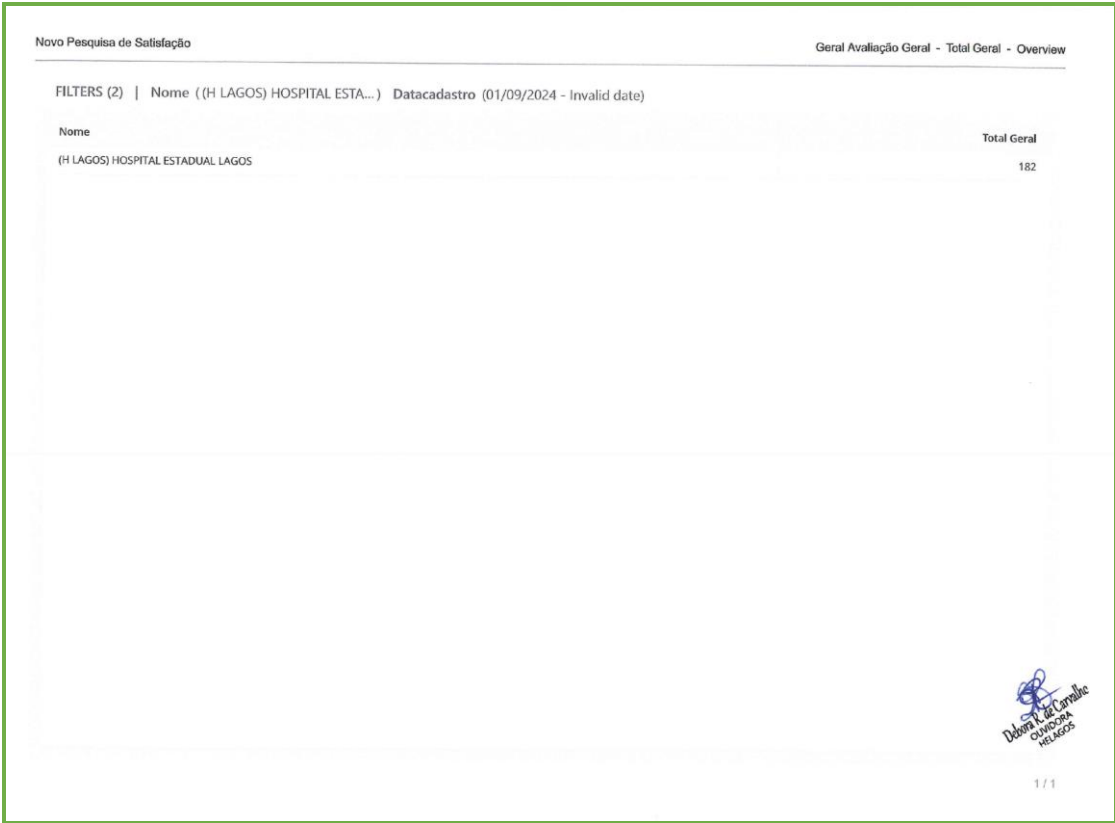 Novo Pesquisa de Satisfação
Geral Avaliação Geral - Total Geral - Overview
FILTERS (2) | Nome ((H LAGOS) HOSPITAL ESTA...) Datacadastro (01/09/2024 - Invalid date)
Nome Total Geral
(H LAGOS) HOSPITAL ESTADUAL LAGOS 182
Debora R. de Carvalho
OUVIDORA
HELAGOS
1 / 1